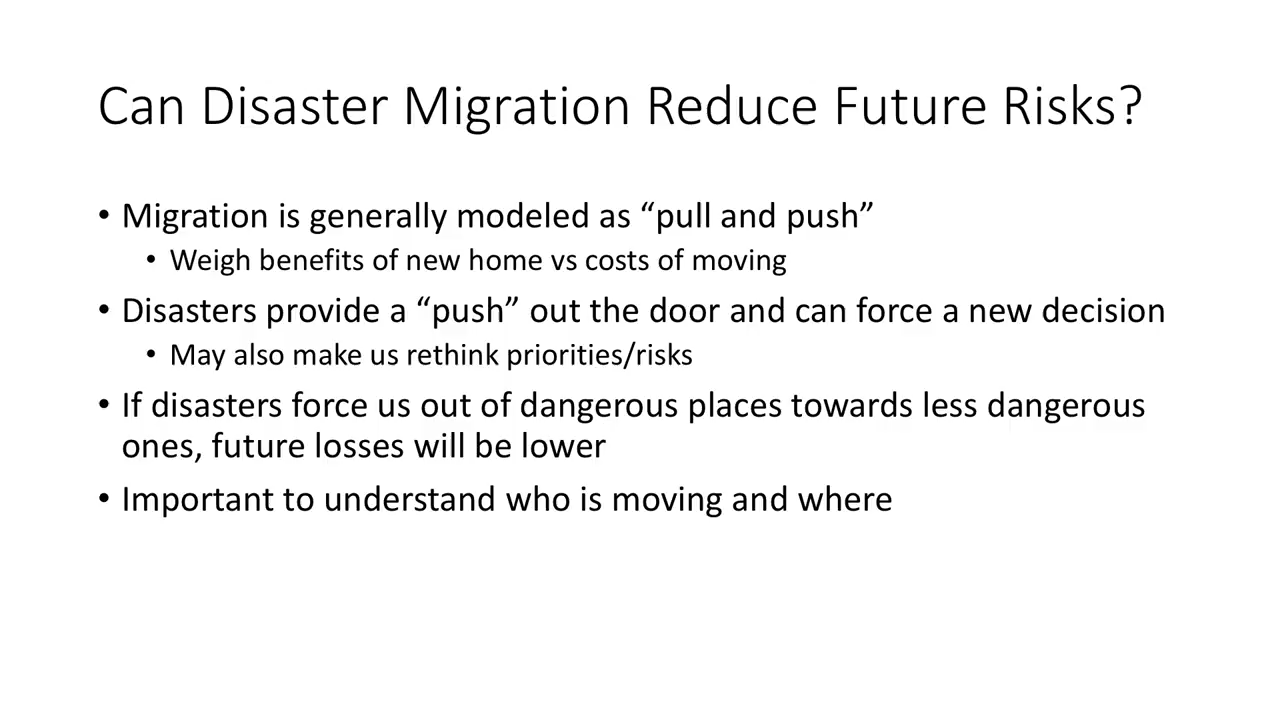 Can Disaster Migration Reduce Future Risks?
• Migration is generally modeled as “pull and push”
• Weigh benefits of new home vs costs of moving
• Disasters provide a “push” out the door and can force a new decision
• May also make us rethink priorities/risks
• If disasters force us out of dangerous places towards less dangerous
ones, future losses will be lower
• Important to understand who is moving and where